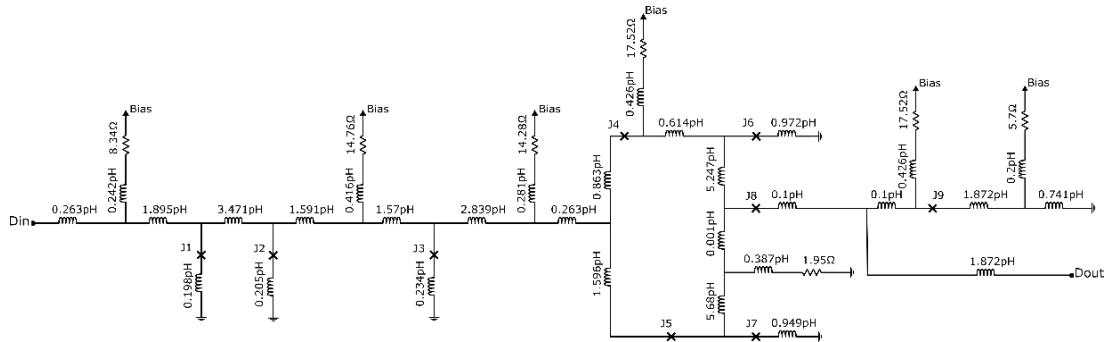 Bias
17.52Ω
0.426pH
J4
0.614pH
J6
0.972pH
Bias
8.34Ω
0.242pH
Bias
14.76Ω
0.416pH
Bias
14.28Ω
0.281pH
0.863pH
5.247pH
Bias
17.52Ω
0.426pH
Bias
5.7Ω
0.2pH
Din
0.263pH
1.895pH
3.471pH
1.591pH
1.57pH
2.839pH
0.263pH
J8
0.1pH
0.1pH
J9
1.872pH
0.741pH
J1
0.198pH
J2
0.205pH
J3
0.234pH
1.596pH
0.001pH
0.387pH
1.95Ω
1.872pH
Dout
5.68pH
J5
J7
0.949pH